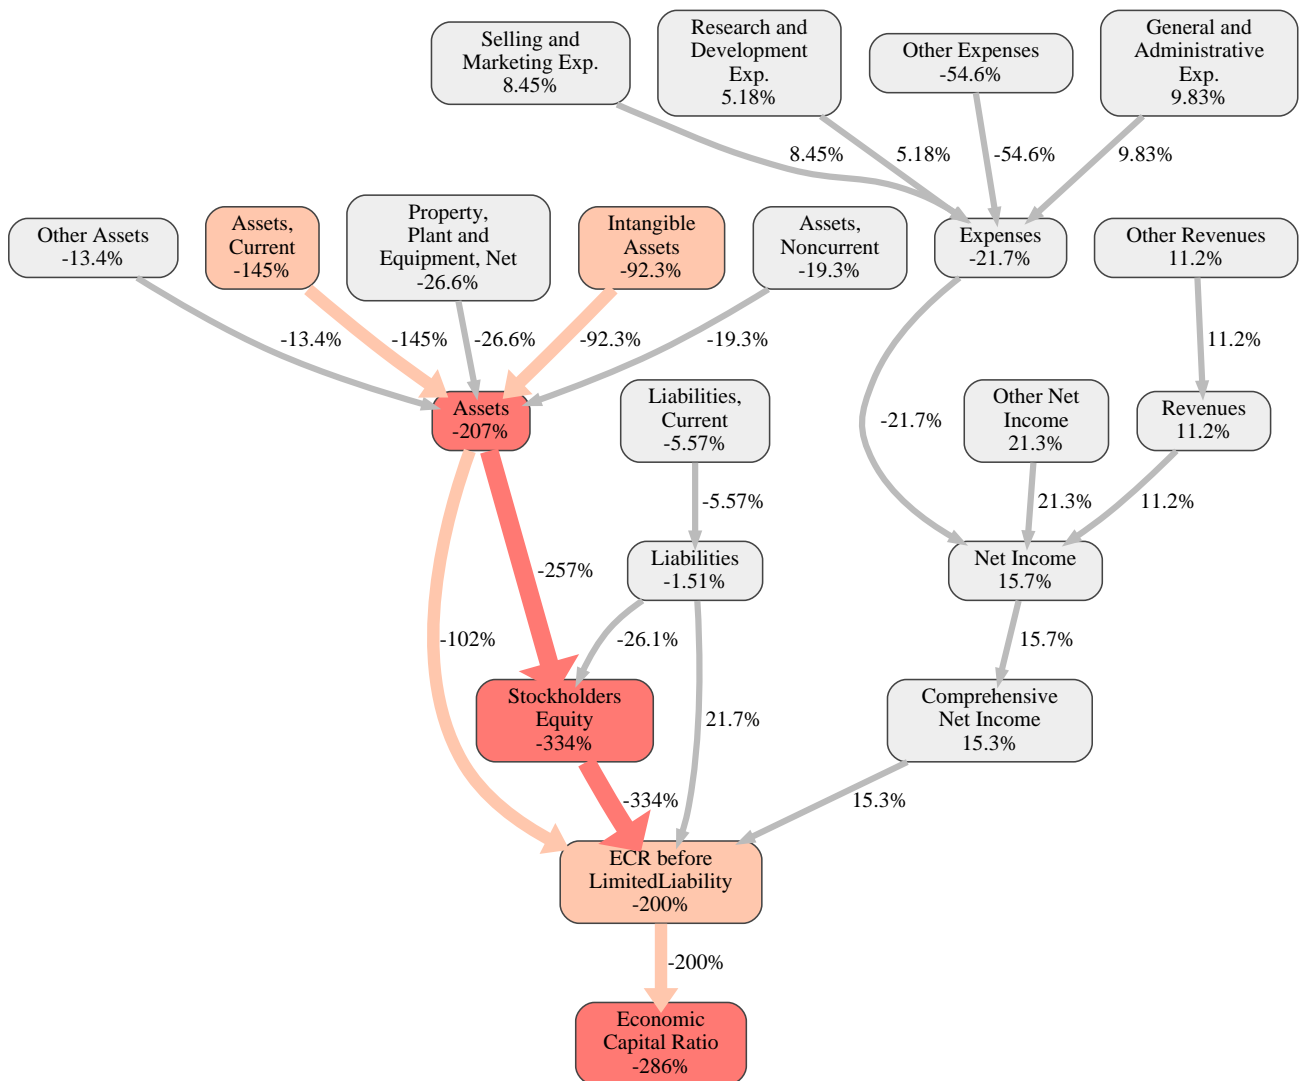 Selling and
Marketing Exp.
8.45%
Research and
Development
Exp.
5.18%
Other Expenses
-54.6%
General and
Administrative
Exp.
9.83%
8.45%
5.18%
-54.6%
9.83%
Other Assets
-13.4%
Assets,
Current
-145%
Property,
Plant and
Equipment, Net
-26.6%
Intangible
Assets
-92.3%
Assets,
Noncurrent
-19.3%
Expenses
-21.7%
Other Revenues
11.2%
-13.4%
-145%
-26.6%
-92.3%
-19.3%
11.2%
Assets
-207%
Liabilities,
Current
-5.57%
-21.7%
Other Net
Income
21.3%
Revenues
11.2%
-5.57%
21.3%
11.2%
-257%
Liabilities
-1.51%
Net Income
15.7%
-102%
-26.1%
15.7%
Stockholders
Equity
-334%
21.7%
Comprehensive
Net Income
15.3%
-334%
15.3%
ECR before
LimitedLiability
-200%
-200%
Economic
Capital Ratio
-286%